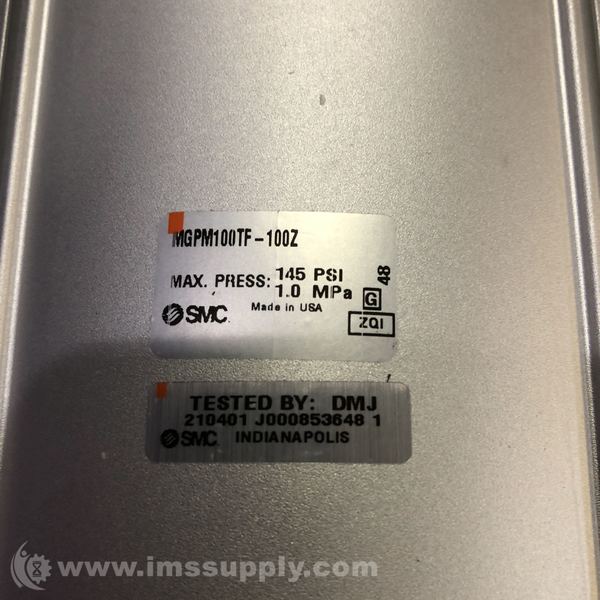 MGPM100TF-100Z
MAX. PRESS: 145 PSI
1.0 MPa
G
48
SMC
Made in USA
ZQI
TESTED BY: DMJ
210401 J000853648 1
SMC INDIANAPOLIS
www.imssupply.com